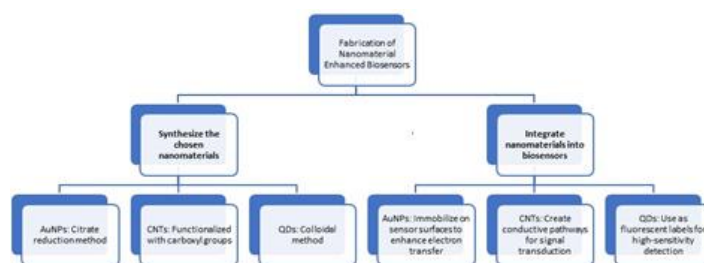 Fabrication of
Nanomaterial
Enhanced Biosensors
Synthesize the
chosen
nanomaterials
Integrate
nanomaterials into
biosensors
AuNPs: Citrate
reduction method
CNTs: Functionalized
with carboxyl groups
QDs: Colloidal
method
AuNPs: Immobilize on
sensor surfaces to
enhance electron
transfer
CNTs: Create
conductive pathways
for signal
transduction
QDs: Use as
fluorescent labels for
high-sensitivity
detection